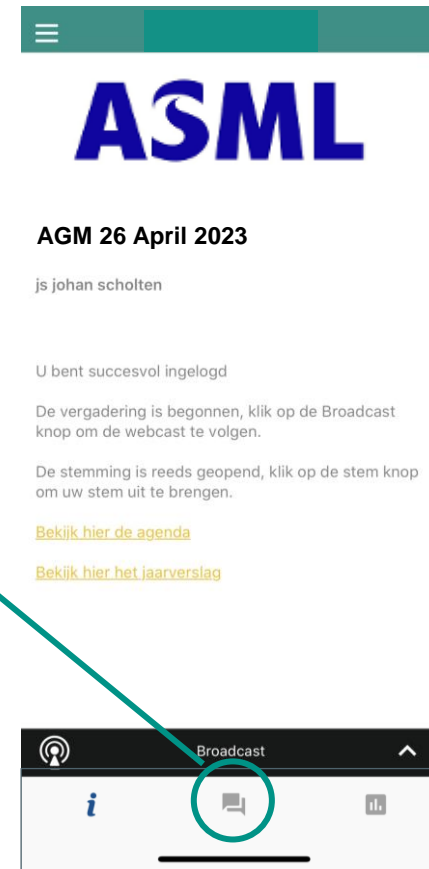 ASML
AGM 26 April 2023
js johan scholten
U bent succesvol ingelogd
De vergadering is begonnen, klik op de Broadcast
knop om de webcast te volgen.
De stemming is reeds geopend, klik op de stem knop
om uw stem uit te brengen.
Bekijk hier de agenda
Bekijk hier het jaarverslag
Broadcast
i